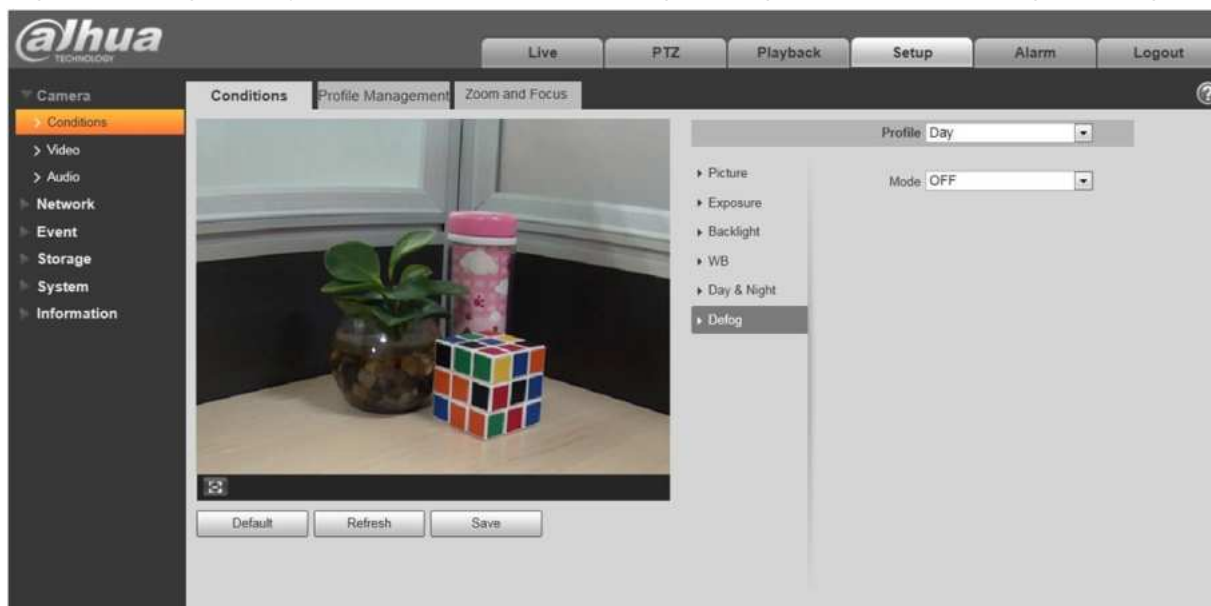 alhua
TECHNOLOGY
Live PTZ Playback Setup Alarm Logout
Camera
Conditions
Video
Audio
Network
Event
Storage
System
Information
Conditions Profile Management Zoom and Focus
Profile Day
Picture
Exposure
Backlight
WB
Day & Night
Defog
Mode OFF
Default Refresh Save